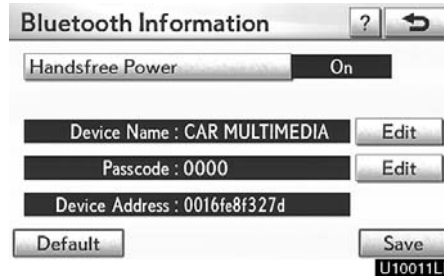 Bluetooth Information ?
Handsfree Power On
Device Name : CAR MULTIMEDIA Edit
Passcode : 0000 Edit
Device Address : 0016fe8f327d
Default Save
U10011L